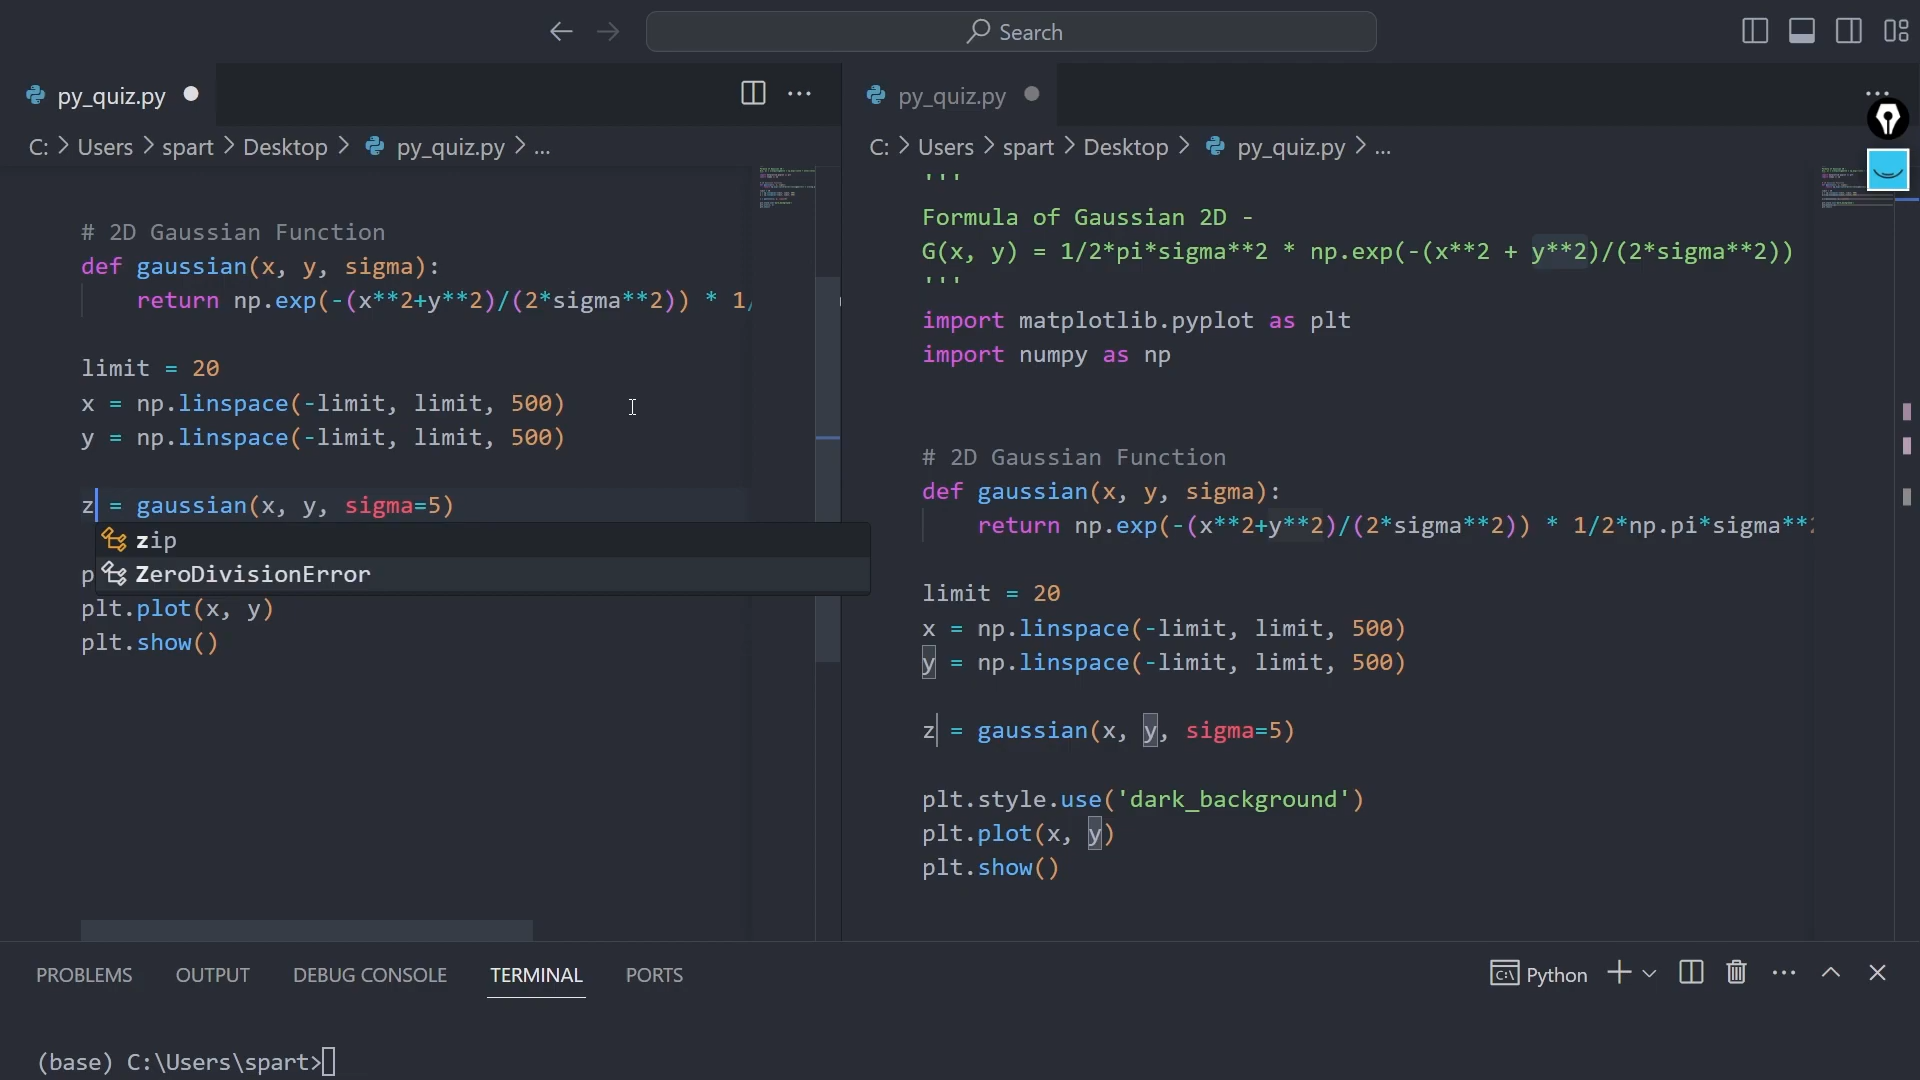 Search
py_quiz.py
C: > Users > spart > Desktop > py_quiz.py > ...
# 2D Gaussian Function
def gaussian(x, y, sigma):
    return np.exp(-(x**2+y**2)/(2*sigma**2)) * 1/
limit = 20
x = np.linspace(-limit, limit, 500)
y = np.linspace(-limit, limit, 500)
z = gaussian(x, y, sigma=5)
zip
p ZeroDivisionError
plt.plot(x, y)
plt.show()
py_quiz.py
C: > Users > spart > Desktop > py_quiz.py > ...
'''
Formula of Gaussian 2D -
G(x, y) = 1/2*pi*sigma**2 * np.exp(-(x**2 + y**2)/(2*sigma**2))
'''
import matplotlib.pyplot as plt
import numpy as np
# 2D Gaussian Function
def gaussian(x, y, sigma):
    return np.exp(-(x**2+y**2)/(2*sigma**2)) * 1/2*np.pi*sigma**
limit = 20
x = np.linspace(-limit, limit, 500)
y = np.linspace(-limit, limit, 500)
z = gaussian(x, y, sigma=5)
plt.style.use('dark_background')
plt.plot(x, y)
plt.show()
PROBLEMS OUTPUT DEBUG CONSOLE TERMINAL PORTS
Python
(base) C:\Users\spart>